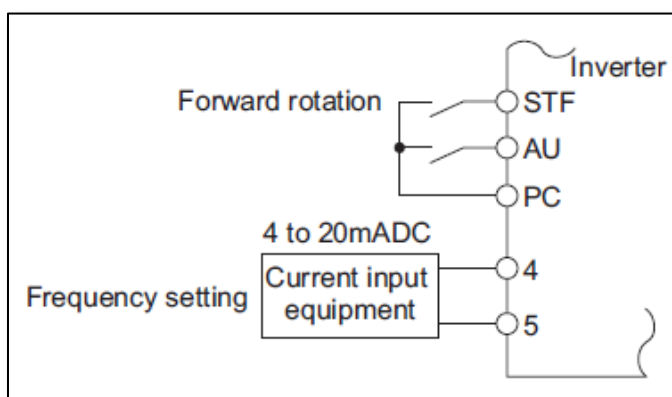 Inverter
Forward rotation
STF
AU
PC
4 to 20mADC
Frequency setting
Current input
equipment
4
5